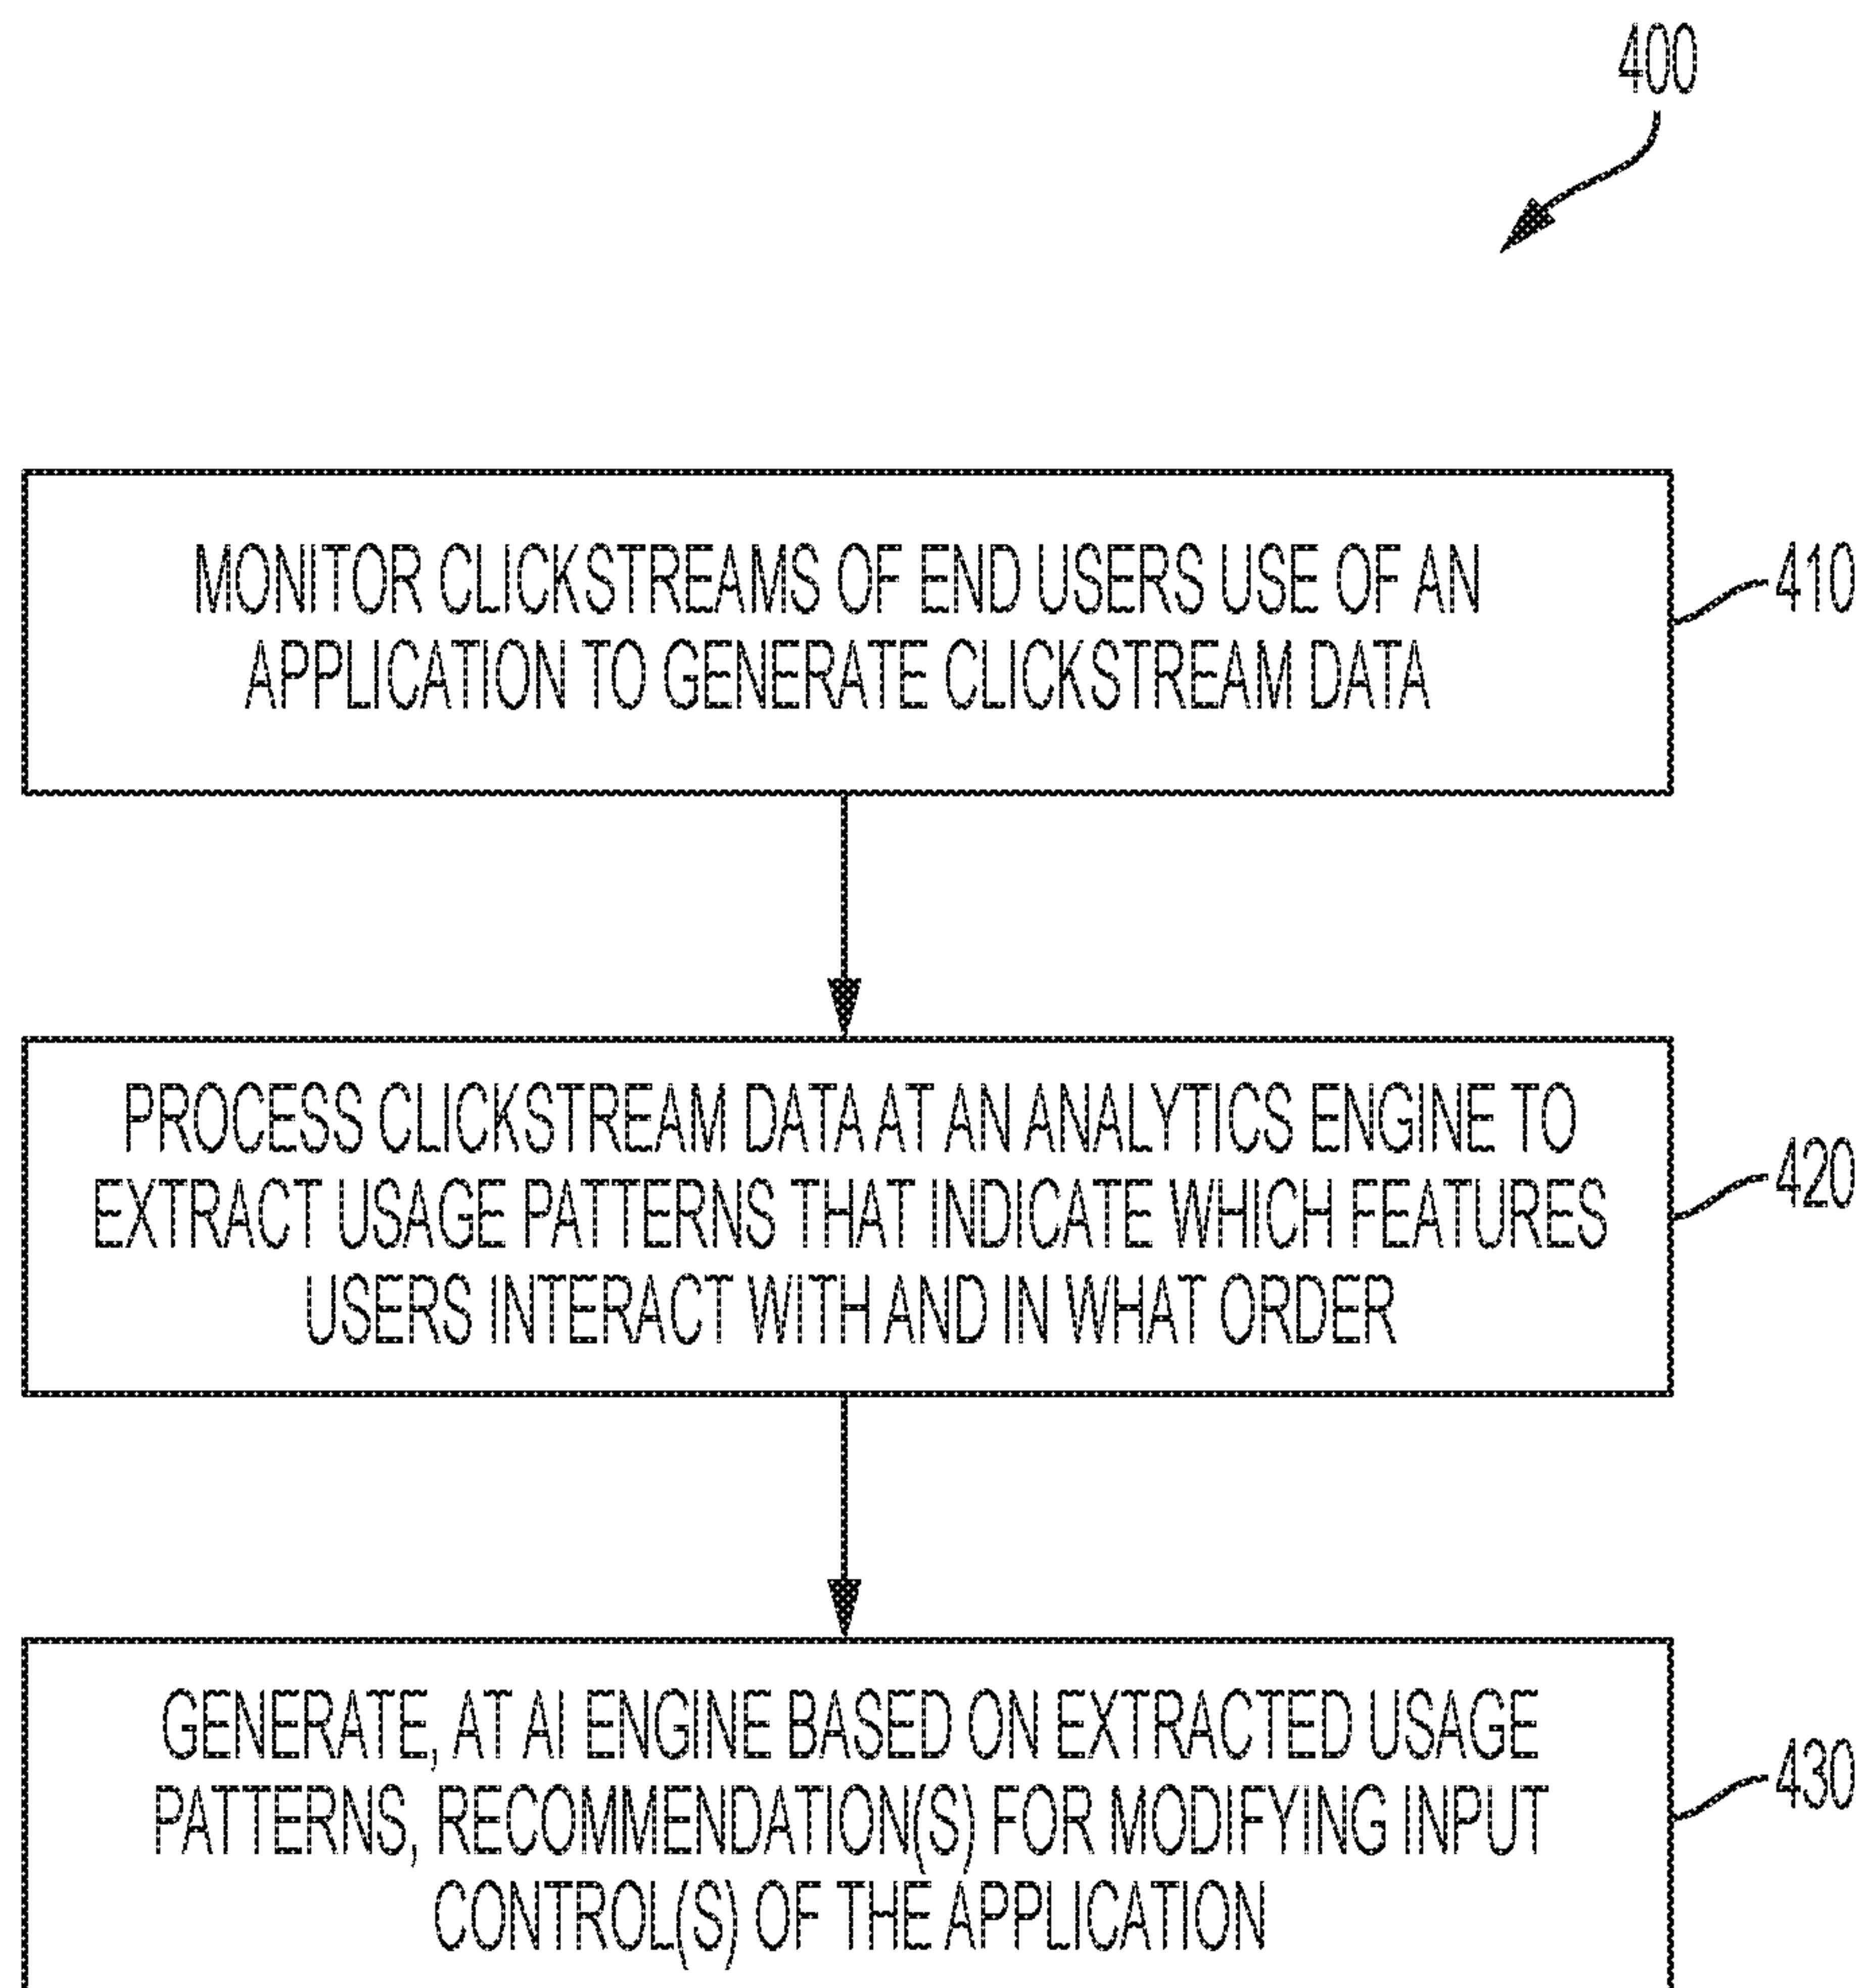 400
MONITOR CLICKSTREAMS OF END USERS USE OF AN
APPLICATION TO GENERATE CLICKSTREAM DATA
410
PROCESS CLICKSTREAM DATA AT AN ANALYTICS ENGINE TO
EXTRACT USAGE PATTERNS THAT INDICATE WHICH FEATURES
USERS INTERACT WITH AND IN WHAT ORDER
420
GENERATE, AT AI ENGINE BASED ON EXTRACTED USAGE
PATTERNS, RECOMMENDATION(S) FOR MODIFYING INPUT
CONTROL(S) OF THE APPLICATION
430